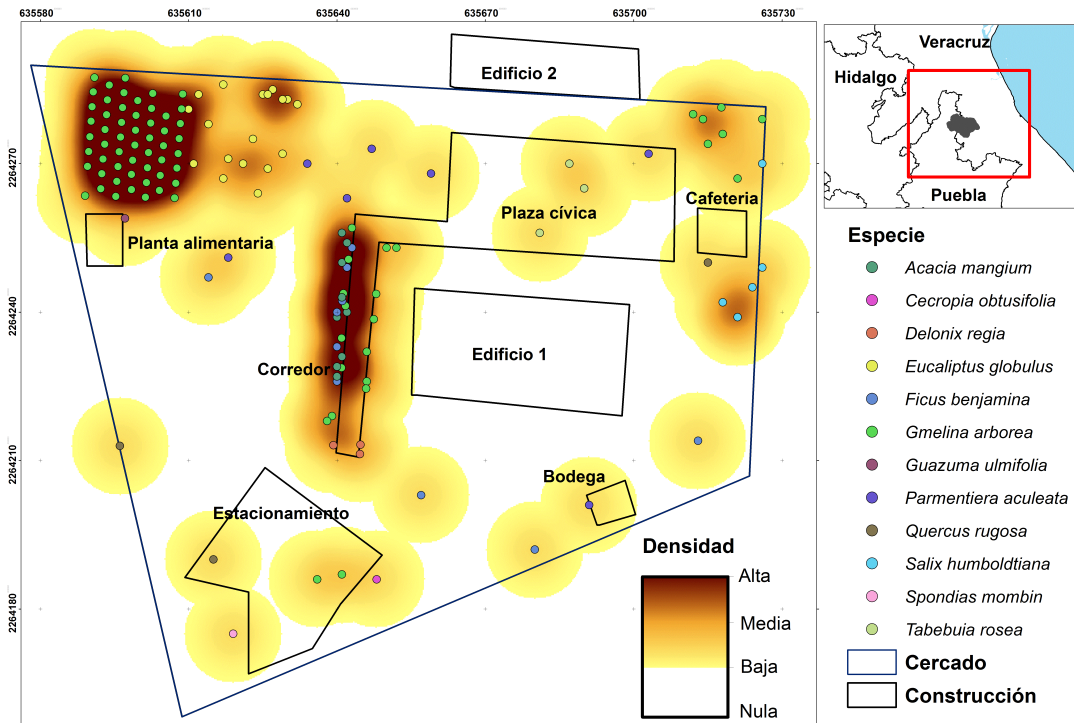 635580 635610 635640 635670 635700 635730
2264270
2264240
2264210
2264180
Edificio 2
Plaza cívica
Cafeteria
Planta alimentaria
Edificio 1
Corredor
Bodega
Estacionamiento
Densidad
Alta
Media
Baja
Nula
Veracruz
Hidalgo
Puebla
Especie
Acacia mangium
Cecropia obtusifolia
Delonix regia
Eucaliptus globulus
Ficus benjamina
Gmelina arborea
Guazuma ulmifolia
Parmentiera aculeata
Quercus rugosa
Salix humboldtiana
Spondias mombin
Tabebuia rosea
Cercado
Construcción